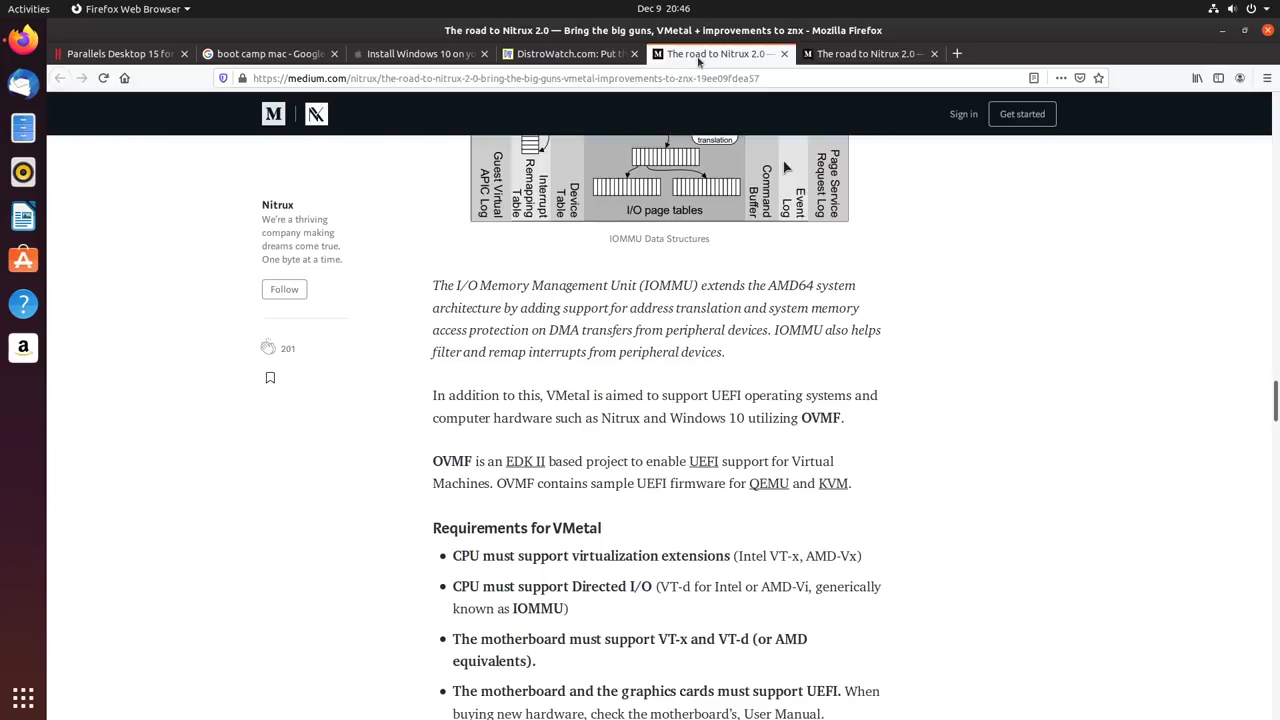 Activities
Firefox Web Browser
Dec 9 20:46
The road to Nitrux 2.0 — Bring the big guns, VMetal + improvements to znx - Mozilla Firefox
Parallels Desktop 15 for
boot camp mac - Google
Install Windows 10 on yo
DistroWatch.com: Put th
The road to Nitrux 2.0 —
The road to Nitrux 2.0 —
https://medium.com/nitrux/the-road-to-nitrux-2-0-bring-the-big-guns-vmetal-improvements-to-znx-19ee09fdea57
M
Sign in
Get started
translation
Guest Virtual
APIC Log
Interrupt
Remapping
Table
Device
Table
I/O page tables
Command
Buffer
Event
Log
Page Service
Request Log
IOMMU Data Structures
Nitrux
We're a thriving
company making
dreams come true.
One byte at a time.
Follow
201
The I/O Memory Management Unit (IOMMU) extends the AMD64 system
architecture by adding support for address translation and system memory
access protection on DMA transfers from peripheral devices. IOMMU also helps
filter and remap interrupts from peripheral devices.
In addition to this, VMetal is aimed to support UEFI operating systems and
computer hardware such as Nitrux and Windows 10 utilizing OVMF.
OVMF is an EDK II based project to enable UEFI support for Virtual
Machines. OVMF contains sample UEFI firmware for QEMU and KVM.
Requirements for VMetal
• CPU must support virtualization extensions (Intel VT-x, AMD-Vx)
• CPU must support Directed I/O (VT-d for Intel or AMD-Vi, generically
known as IOMMU)
• The motherboard must support VT-x and VT-d (or AMD
equivalents).
• The motherboard and the graphics cards must support UEFI. When
buying new hardware, check the motherboard's, User Manual.